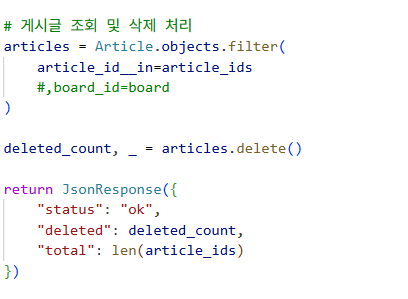 # 게시글 조회 및 삭제 처리
articles = Article.objects.filter(
    article_id__in=article_ids
    #,board_id=board
)

deleted_count, _ = articles.delete()

return JsonResponse({
    "status": "ok",
    "deleted": deleted_count,
    "total": len(article_ids)
})